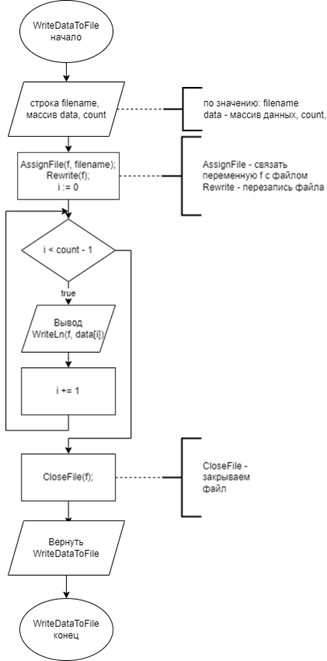 WriteDataToFile
начало
строка filename,
массив data, count
по значению: filename
data - массив данных, count,
AssignFile(f, filename);
Rewrite(f);
i := 0
AssignFile - связать
переменную f с файлом
Rewrite - перезапись файла
i < count - 1
true
Вывод
WriteLn(f, data[i])
i += 1
CloseFile(f);
CloseFile -
закрываем
файл
Вернуть
WriteDataToFile
WriteDataToFile
конец